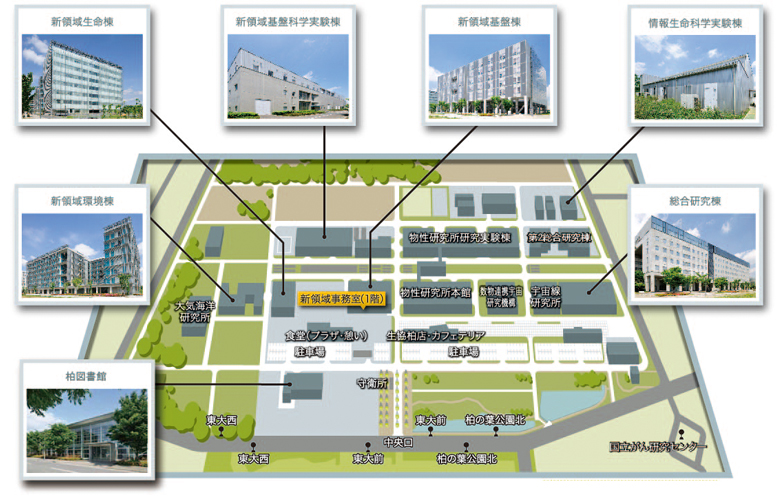 新領域生命棟
新領域基盤科学実験棟
新領域基盤棟
情報生命科学実験棟
新領域環境棟
総合研究棟
物性研究所研究実験棟
第2総合研究棟
大気海洋
研究所
新領域事務室(1階)
物性研究所本館
数物連携宇宙
研究機構
宇宙線
研究所
食堂(プラザ・憩い)
駐車場
生協柏店・カフェテリア
駐車場
柏図書館
守衛所
東大西
東大前
柏の葉公園北
中央口
東大西
東大前
柏の葉公園北
国立がん研究センター